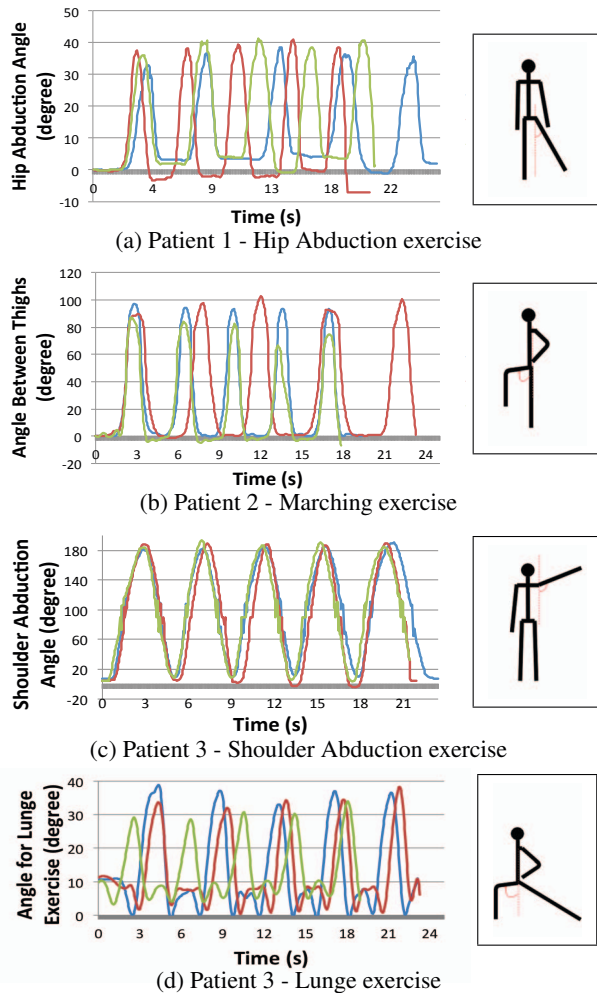 Hip Abduction Angle
(degree)
50
40
30
20
10
0
-10
0 4 9 13 18 22
Time (s)
(a) Patient 1 - Hip Abduction exercise
Angle Between Thighs
(degree)
120
100
80
60
40
20
0
-20
0 3 6 9 12 15 18 21 24
Time (s)
(b) Patient 2 - Marching exercise
Shoulder Abduction
Angle (degree)
180
140
100
60
20
-20
0 3 6 9 12 15 18 21
Time (s)
(c) Patient 3 - Shoulder Abduction exercise
Angle for Lunge
Exercise (degree)
40
30
20
10
0
0 3 6 9 12 15 18 21 24
Time (s)
(d) Patient 3 - Lunge exercise